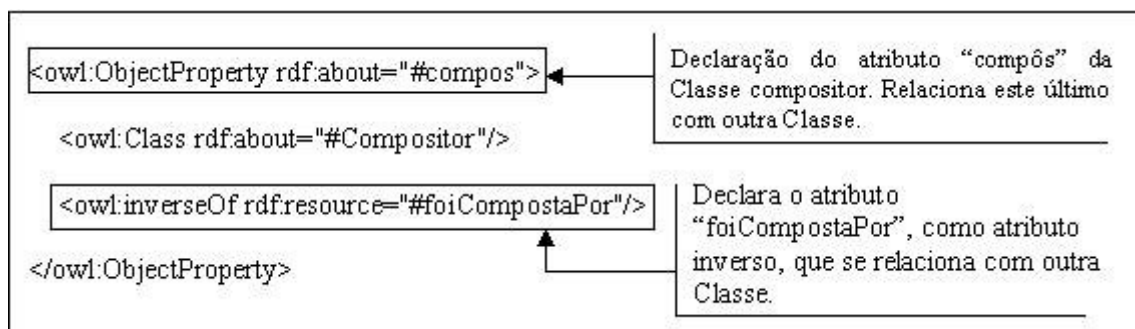 <owl:ObjectProperty rdf:about="#compos">
Declaração do atributo “compôs” da
Classe compositor. Relaciona este último
com outra Classe.
<owl:Class rdf:about="#Compositor"/>
<owl:inverseOf rdf:resource="#foiCompostaPor"/>
Declara o atributo
“foiCompostaPor”, como atributo
inverso, que se relaciona com outra
Classe.
</owl:ObjectProperty>